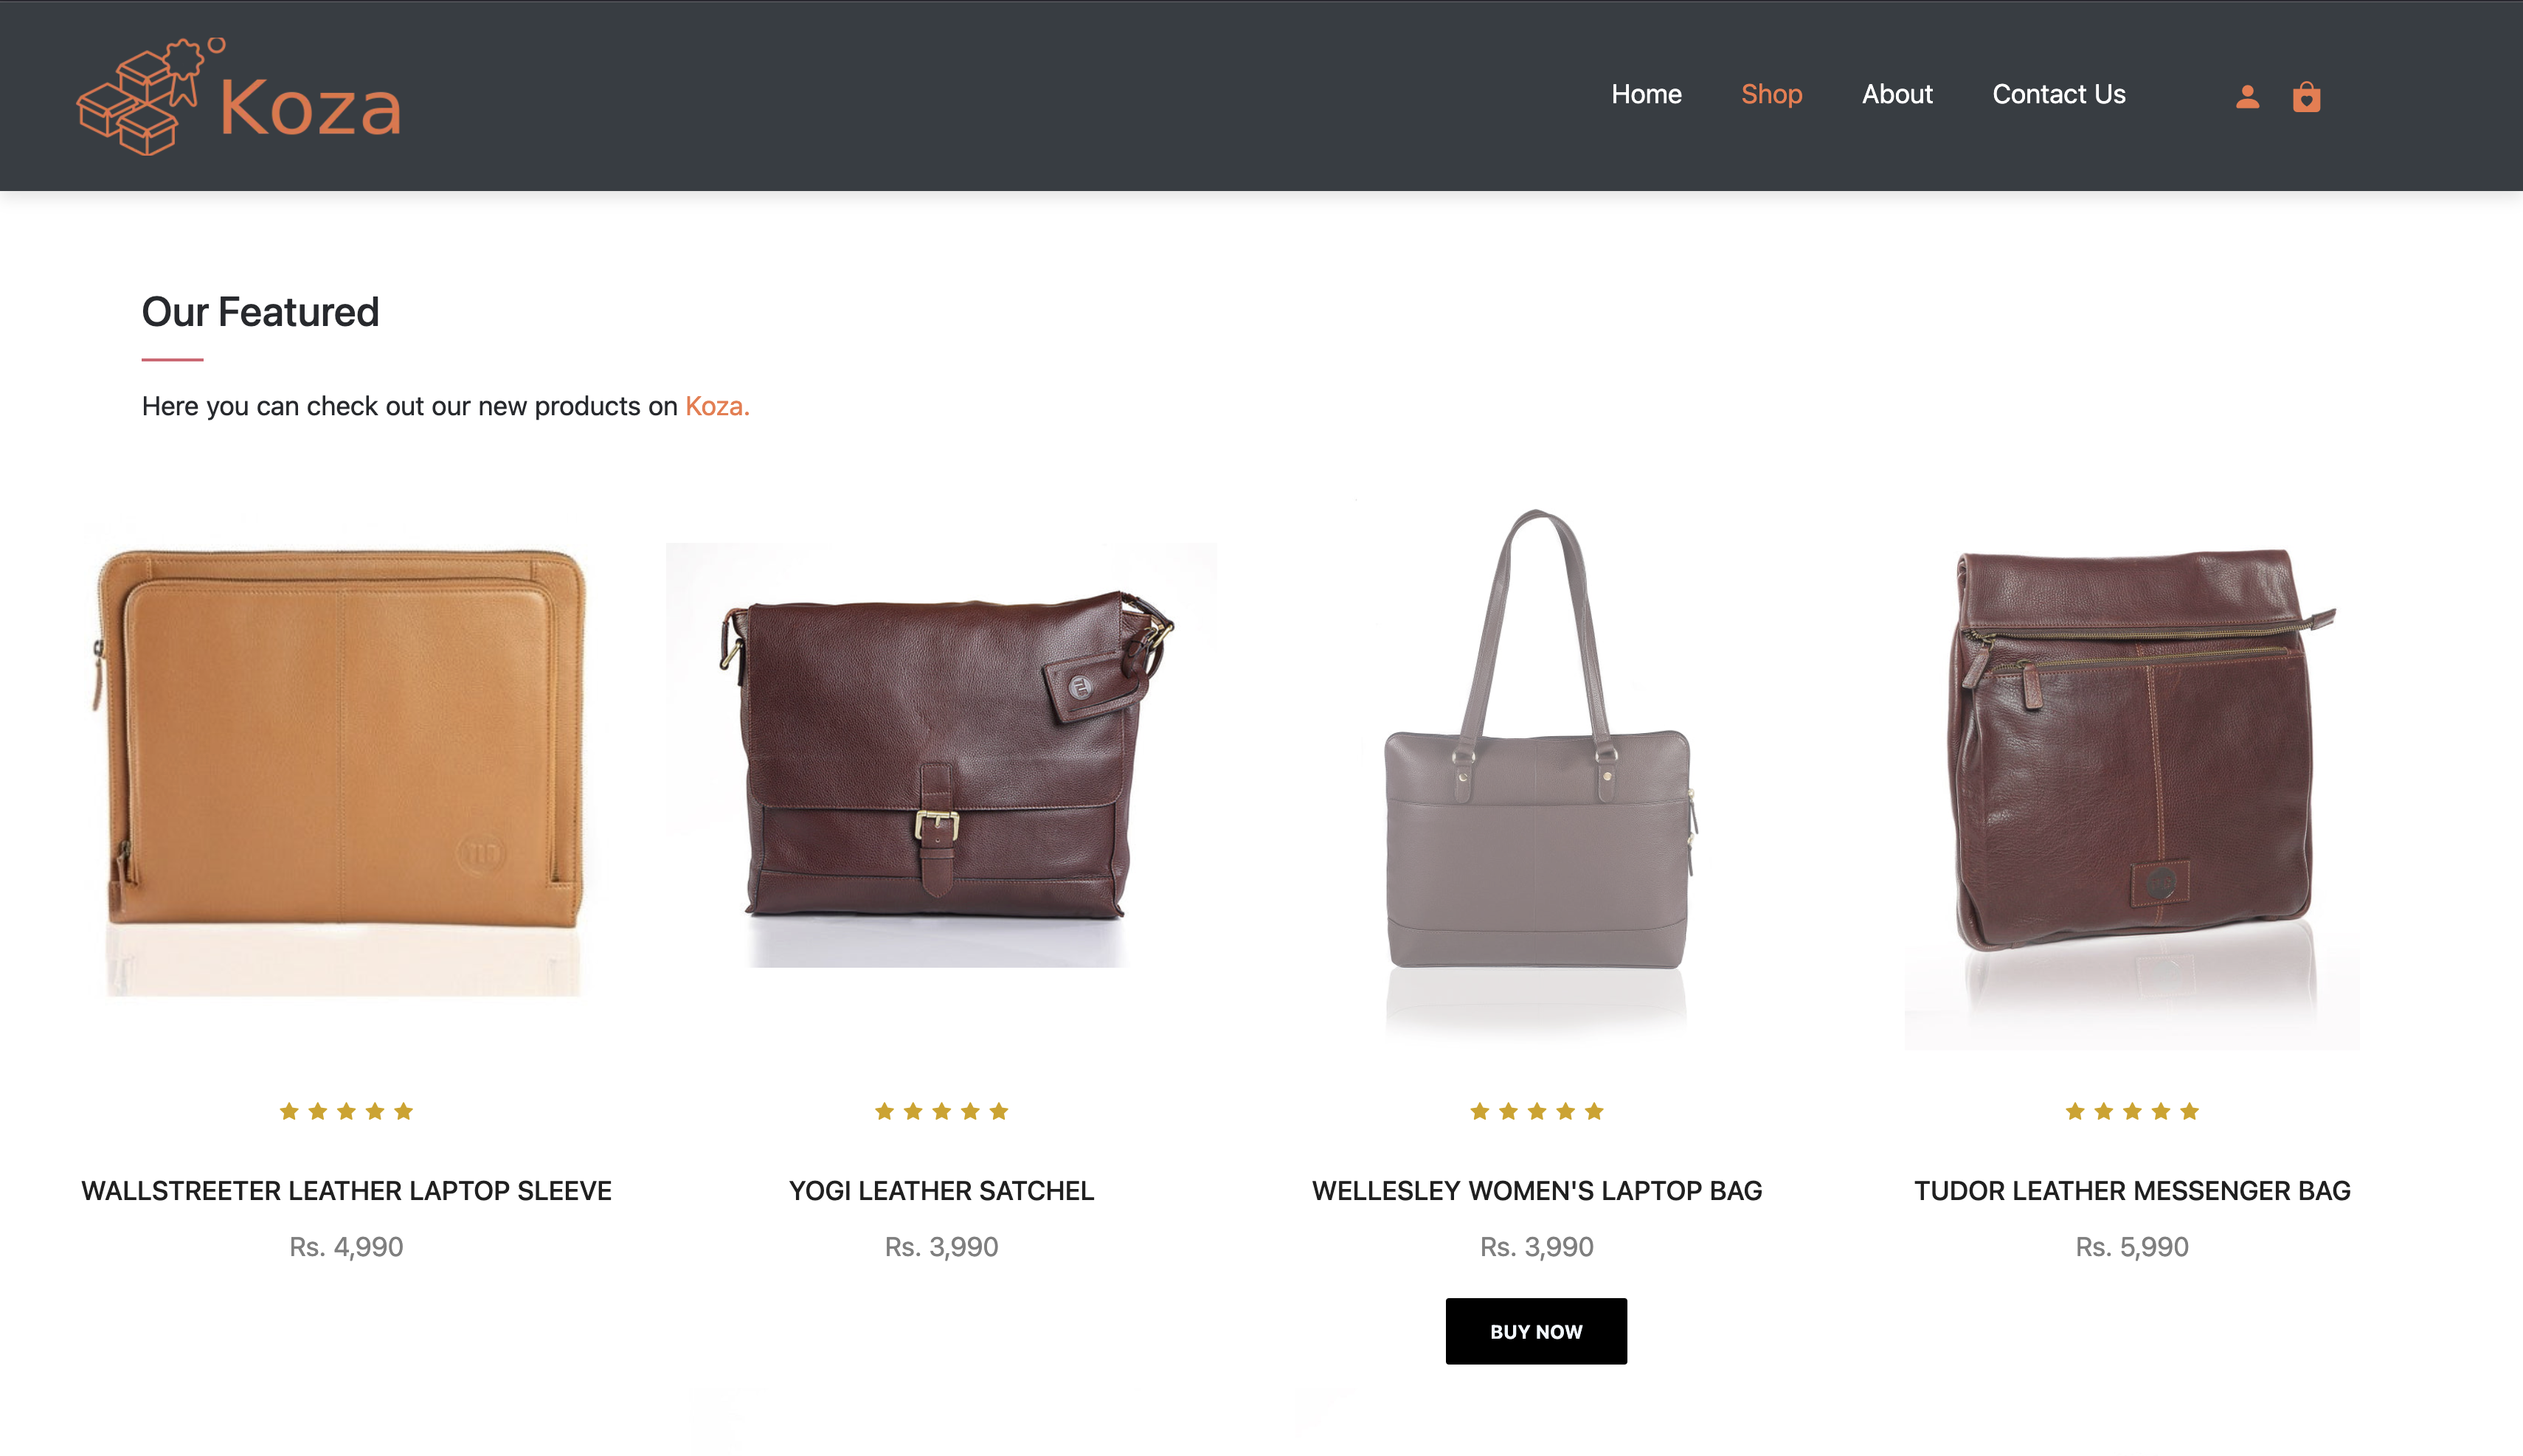 Koza
Home Shop About Contact Us
Our Featured
Here you can check out our new products on Koza.
WALLSTREETER LEATHER LAPTOP SLEEVE
Rs. 4,990
YOGI LEATHER SATCHEL
Rs. 3,990
WELLESLEY WOMEN'S LAPTOP BAG
Rs. 3,990
BUY NOW
TUDOR LEATHER MESSENGER BAG
Rs. 5,990